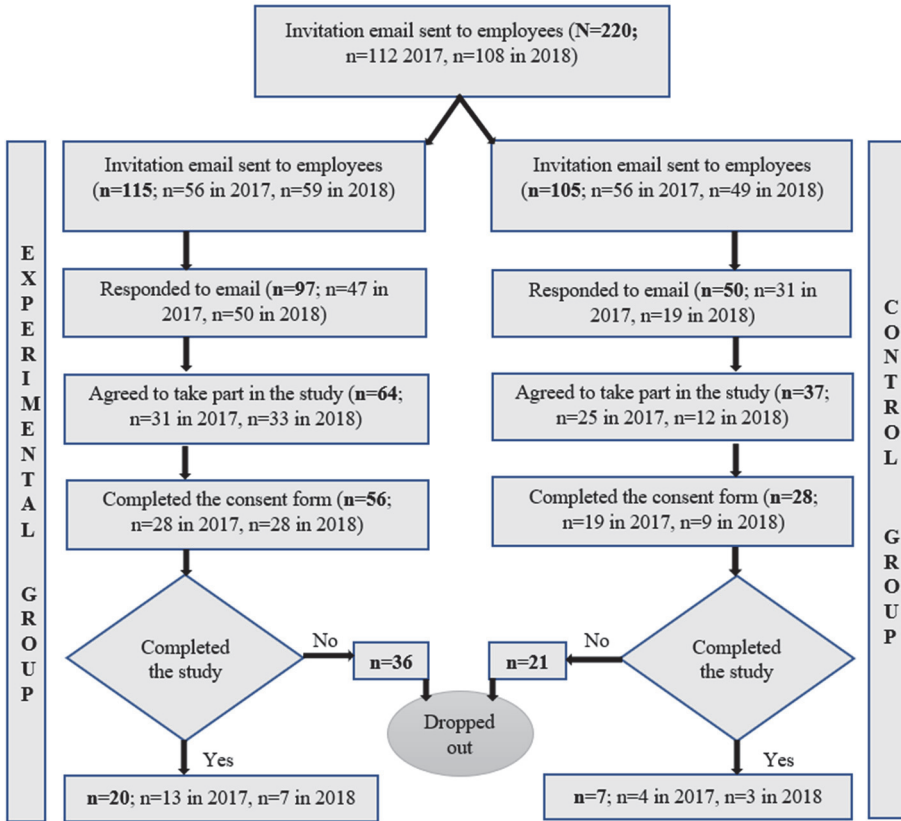 Invitation email sent to employees (N=220;
n=112 2017, n=108 in 2018)
Invitation email sent to employees
(n=115; n=56 in 2017, n=59 in 2018)
Invitation email sent to employees
(n=105; n=56 in 2017, n=49 in 2018)
EXPERIMENTAL GROUP
CONTROL GROUP
Responded to email (n=97; n=47 in
2017, n=50 in 2018)
Responded to email (n=50; n=31 in
2017, n=19 in 2018)
Agreed to take part in the study (n=64;
n=31 in 2017, n=33 in 2018)
Agreed to take part in the study (n=37;
n=25 in 2017, n=12 in 2018)
Completed the consent form (n=56;
n=28 in 2017, n=28 in 2018)
Completed the consent form (n=28;
n=19 in 2017, n=9 in 2018)
Completed
the study
No
n=36
n=21
No
Completed
the study
Dropped
out
Yes
Yes
n=20; n=13 in 2017, n=7 in 2018
n=7; n=4 in 2017, n=3 in 2018